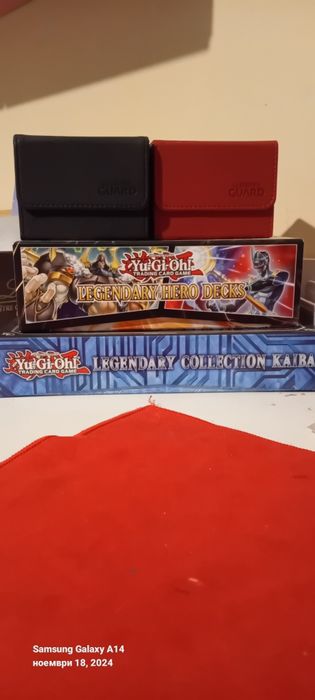 GUARD
GUARD
Yu-Gi-Oh!
TRADING CARD GAME
LEGENDARY HERO DECKS
Yu-Gi-Oh!
TRADING CARD GAME
LEGENDARY COLLECTION KAIBA
Samsung Galaxy A14
ноември 18, 2024